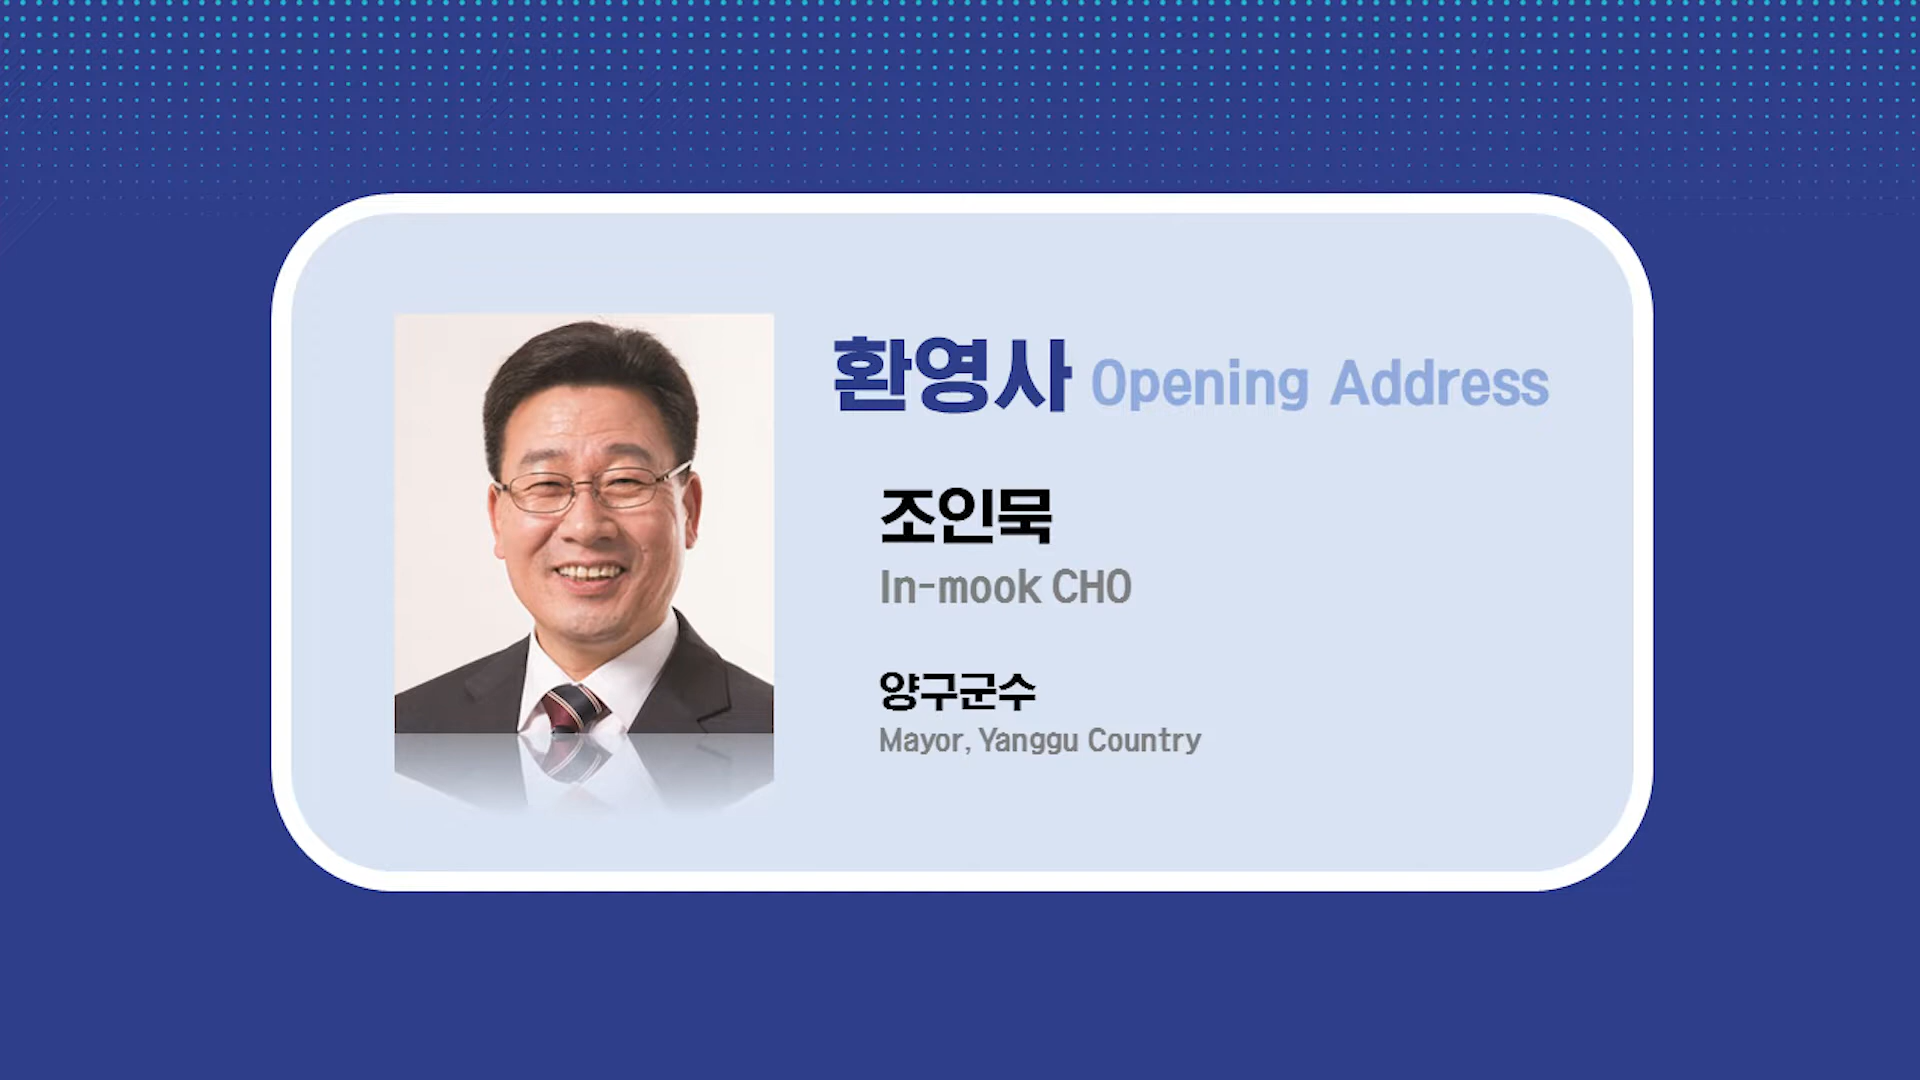 환영사 Opening Address
조인묵
In-mook CHO
양구군수
Mayor, Yanggu Country